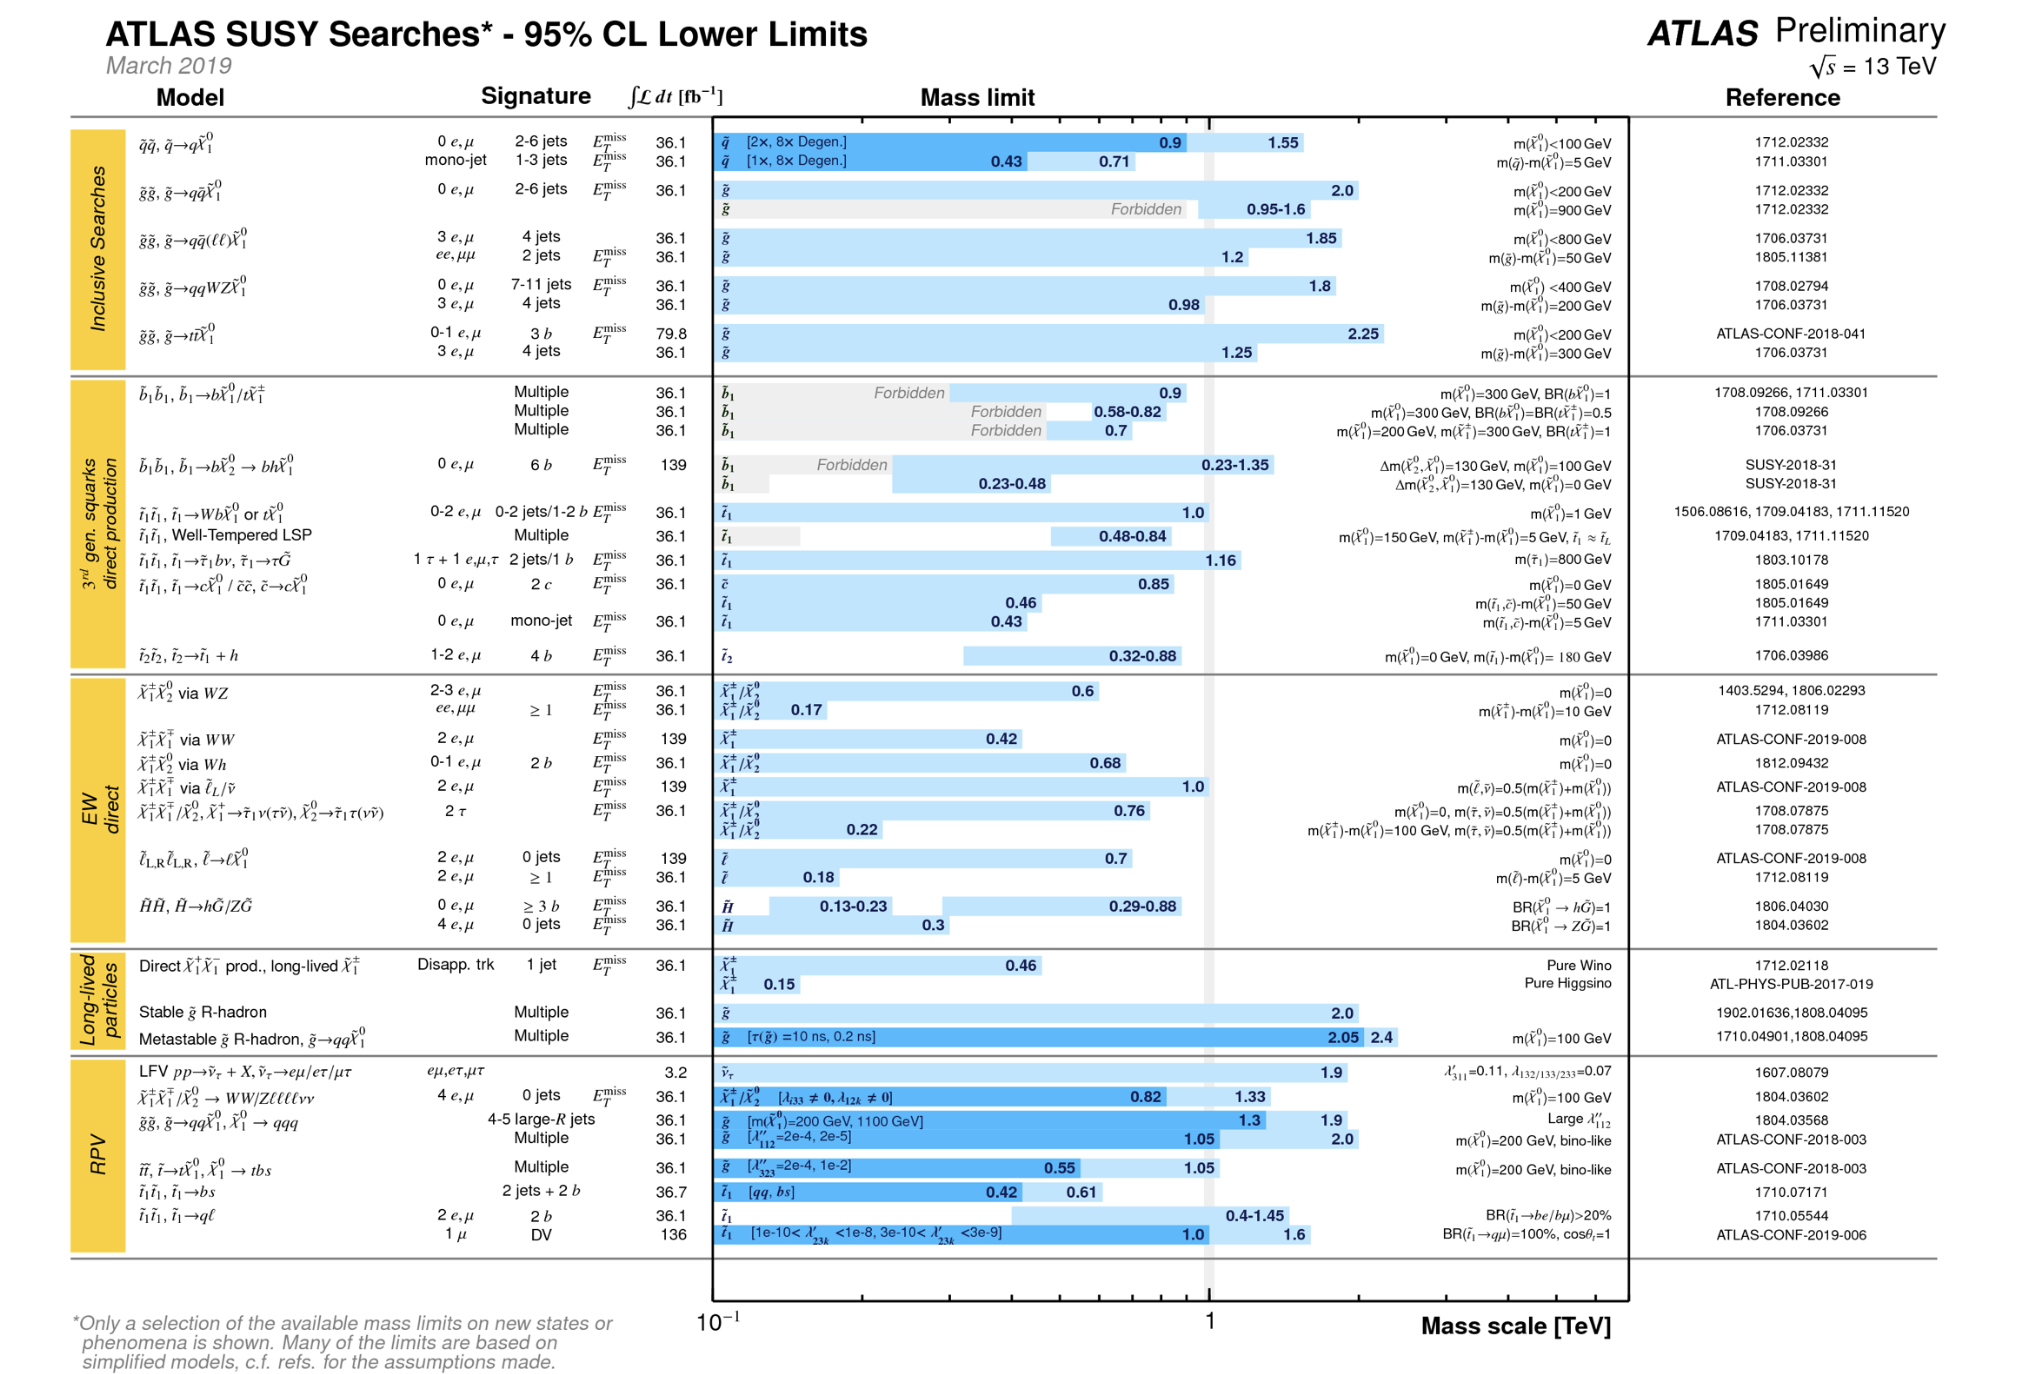 ATLAS SUSY Searches* - 95% CL Lower Limits
ATLAS Preliminary
March 2019
√s = 13 TeV
Model Signature ∫ℒ dt [fb⁻¹] Mass limit Reference
Inclusive Searches
q̃q̃, q̃→qχ̃⁰₁ 0 e, μ 2-6 jets E_T^miss 36.1 q̃ [2×, 8× Degen.] 0.9 1.55 m(χ̃⁰₁)<100 GeV 1712.02332
mono-jet 1-3 jets E_T^miss 36.1 q̃ [1×, 8× Degen.] 0.43 0.71 m(q̃)-m(χ̃⁰₁)=5 GeV 1711.03301
g̃g̃, g̃→qq̄χ̃⁰₁ 0 e, μ 2-6 jets E_T^miss 36.1 g̃ 2.0 m(χ̃⁰₁)<200 GeV 1712.02332
g̃ Forbidden 0.95-1.6 m(χ̃⁰₁)=900 GeV 1712.02332
g̃g̃, g̃→qq̄(ℓℓ)χ̃⁰₁ 3 e, μ 4 jets 36.1 g̃ 1.85 m(χ̃⁰₁)<800 GeV 1706.03731
ee, μμ 2 jets E_T^miss 36.1 g̃ 1.2 m(g̃)-m(χ̃⁰₁)=50 GeV 1805.11381
g̃g̃, g̃→qqWZχ̃⁰₁ 0 e, μ 7-11 jets E_T^miss 36.1 g̃ 1.8 m(χ̃⁰₁) <400 GeV 1708.02794
3 e, μ 4 jets 36.1 g̃ 0.98 m(g̃)-m(χ̃⁰₁)=200 GeV 1706.03731
g̃g̃, g̃→tt̄χ̃⁰₁ 0-1 e, μ 3 b E_T^miss 79.8 g̃ 2.25 m(χ̃⁰₁)<200 GeV ATLAS-CONF-2018-041
3 e, μ 4 jets 36.1 g̃ 1.25 m(g̃)-m(χ̃⁰₁)=300 GeV 1706.03731
3rd gen. squarks
direct production
b̃₁b̃₁, b̃₁→bχ̃⁰₁/tχ̃±₁ Multiple 36.1 b̃₁ Forbidden 0.9 m(χ̃⁰₁)=300 GeV, BR(bχ̃⁰₁)=1 1708.09266, 1711.03301
Multiple 36.1 b̃₁ Forbidden 0.58-0.82 m(χ̃⁰₁)=300 GeV, BR(bχ̃⁰₁)=BR(tχ̃±₁)=0.5 1708.09266
Multiple 36.1 b̃₁ Forbidden 0.7 m(χ̃⁰₁)=200 GeV, m(χ̃±₁)=300 GeV, BR(tχ̃±₁)=1 1706.03731
b̃₁b̃₁, b̃₁→bχ̃⁰₂ → bhχ̃⁰₁ 0 e, μ 6 b E_T^miss 139 b̃₁ Forbidden 0.23-1.35 Δm(χ̃⁰₂,χ̃⁰₁)=130 GeV, m(χ̃⁰₁)=100 GeV SUSY-2018-31
b̃₁ 0.23-0.48 Δm(χ̃⁰₂,χ̃⁰₁)=130 GeV, m(χ̃⁰₁)=0 GeV SUSY-2018-31
t̃₁t̃₁, t̃₁→Wbχ̃⁰₁ or tχ̃⁰₁ 0-2 e, μ 0-2 jets/1-2 b E_T^miss 36.1 t̃₁ 1.0 m(χ̃⁰₁)=1 GeV 1506.08616, 1709.04183, 1711.11520
t̃₁t̃₁, Well-Tempered LSP Multiple 36.1 t̃₁ 0.48-0.84 m(χ̃⁰₁)=150 GeV, m(χ̃±₁)-m(χ̃⁰₁)=5 GeV, t̃₁ ≈ t̃_L 1709.04183, 1711.11520
t̃₁t̃₁, t̃₁→τ̃₁bν, τ̃₁→τG̃ 1 τ + 1 e,μ,τ 2 jets/1 b E_T^miss 36.1 t̃₁ 1.16 m(τ̃₁)=800 GeV 1803.10178
t̃₁t̃₁, t̃₁→cχ̃⁰₁ / c̃c̃, c̃→cχ̃⁰₁ 0 e, μ 2 c E_T^miss 36.1 c̃ 0.85 m(χ̃⁰₁)=0 GeV 1805.01649
t̃₁ 0.46 m(t̃₁,c̃)-m(χ̃⁰₁)=50 GeV 1805.01649
0 e, μ mono-jet E_T^miss 36.1 t̃₁ 0.43 m(t̃₁,c̃)-m(χ̃⁰₁)=5 GeV 1711.03301
t̃₂t̃₂, t̃₂→t̃₁ + h 1-2 e, μ 4 b E_T^miss 36.1 t̃₂ 0.32-0.88 m(χ̃⁰₁)=0 GeV, m(t̃₁)-m(χ̃⁰₁)= 180 GeV 1706.03986
EW
direct
χ̃±₁χ̃⁰₂ via WZ 2-3 e, μ E_T^miss 36.1 χ̃±₁/χ̃⁰₂ 0.6 m(χ̃⁰₁)=0 1403.5294, 1806.02293
ee, μμ ≥ 1 E_T^miss 36.1 χ̃±₁/χ̃⁰₂ 0.17 m(χ̃±₁)-m(χ̃⁰₁)=10 GeV 1712.08119
χ̃±₁χ̃∓₁ via WW 2 e, μ E_T^miss 139 χ̃±₁ 0.42 m(χ̃⁰₁)=0 ATLAS-CONF-2019-008
χ̃±₁χ̃⁰₂ via Wh 0-1 e, μ 2 b E_T^miss 36.1 χ̃±₁/χ̃⁰₂ 0.68 m(χ̃⁰₁)=0 1812.09432
χ̃±₁χ̃∓₁ via ℓ̃_L/ν̃ 2 e, μ E_T^miss 139 χ̃±₁ 1.0 m(ℓ̃,ν̃)=0.5(m(χ̃±₁)+m(χ̃⁰₁)) ATLAS-CONF-2019-008
χ̃±₁χ̃∓₁/χ̃⁰₂, χ̃⁺₁→τ̃₁ν(τν̃), χ̃⁰₂→τ̃₁τ(νν̃) 2 τ E_T^miss 36.1 χ̃±₁/χ̃⁰₂ 0.76 m(χ̃⁰₁)=0, m(τ̃,ν̃)=0.5(m(χ̃±₁)+m(χ̃⁰₁)) 1708.07875
χ̃±₁/χ̃⁰₂ 0.22 m(χ̃±₁)-m(χ̃⁰₁)=100 GeV, m(τ̃,ν̃)=0.5(m(χ̃±₁)+m(χ̃⁰₁)) 1708.07875
ℓ̃_L,Rℓ̃_L,R, ℓ̃→ℓχ̃⁰₁ 2 e, μ 0 jets E_T^miss 139 ℓ̃ 0.7 m(χ̃⁰₁)=0 ATLAS-CONF-2019-008
2 e, μ ≥ 1 E_T^miss 36.1 ℓ̃ 0.18 m(ℓ̃)-m(χ̃⁰₁)=5 GeV 1712.08119
H̃H̃, H̃→hG̃/ZG̃ 0 e, μ ≥ 3 b E_T^miss 36.1 H̃ 0.13-0.23 0.29-0.88 BR(χ̃⁰₁ → hG̃)=1 1806.04030
4 e, μ 0 jets E_T^miss 36.1 H̃ 0.3 BR(χ̃⁰₁ → ZG̃)=1 1804.03602
Long-lived
particles
Direct χ̃⁺₁χ̃⁻₁ prod., long-lived χ̃±₁ Disapp. trk 1 jet E_T^miss 36.1 χ̃±₁ 0.46 Pure Wino 1712.02118
χ̃±₁ 0.15 Pure Higgsino ATL-PHYS-PUB-2017-019
Stable g̃ R-hadron Multiple 36.1 g̃ 2.0 1902.01636,1808.04095
Metastable g̃ R-hadron, g̃→qqχ̃⁰₁ Multiple 36.1 g̃ [τ(g̃) =10 ns, 0.2 ns] 2.05 2.4 m(χ̃⁰₁)=100 GeV 1710.04901,1808.04095
RPV
LFV pp→ν̃_τ + X, ν̃_τ→eμ/eτ/μτ eμ,eτ,μτ 3.2 ν̃_τ 1.9 λ′₃₁₁=0.11, λ₁₃₂/₁₃₃/₂₃₃=0.07 1607.08079
χ̃±₁χ̃∓₁/χ̃⁰₂ → WW/Zℓℓℓℓνν 4 e, μ 0 jets E_T^miss 36.1 χ̃±₁/χ̃⁰₂ [λ_i33 ≠ 0, λ_12k ≠ 0] 0.82 1.33 m(χ̃⁰₁)=100 GeV 1804.03602
g̃g̃, g̃→qqχ̃⁰₁, χ̃⁰₁ → qqq 4-5 large-R jets 36.1 g̃ [m(χ̃⁰₁)=200 GeV, 1100 GeV] 1.3 1.9 Large λ″₁₁₂ 1804.03568
Multiple 36.1 g̃ [λ″₁₁₂=2e-4, 2e-5] 1.05 2.0 m(χ̃⁰₁)=200 GeV, bino-like ATLAS-CONF-2018-003
t̃t̃, t̃→tχ̃⁰₁, χ̃⁰₁ → tbs Multiple 36.1 g̃ [λ″₃₂₃=2e-4, 1e-2] 0.55 1.05 m(χ̃⁰₁)=200 GeV, bino-like ATLAS-CONF-2018-003
t̃₁t̃₁, t̃₁→bs 2 jets + 2 b 36.7 t̃₁ [qq, bs] 0.42 0.61 1710.07171
t̃₁t̃₁, t̃₁→qℓ 2 e, μ 2 b 36.1 t̃₁ 0.4-1.45 BR(t̃₁→be/bμ)>20% 1710.05544
1 μ DV 136 t̃₁ [1e-10< λ′_23k <1e-8, 3e-10< λ′_23k <3e-9] 1.0 1.6 BR(t̃₁→qμ)=100%, cosθ_t=1 ATLAS-CONF-2019-006
10⁻¹ 1 Mass scale [TeV]
*Only a selection of the available mass limits on new states or
phenomena is shown. Many of the limits are based on
simplified models, c.f. refs. for the assumptions made.